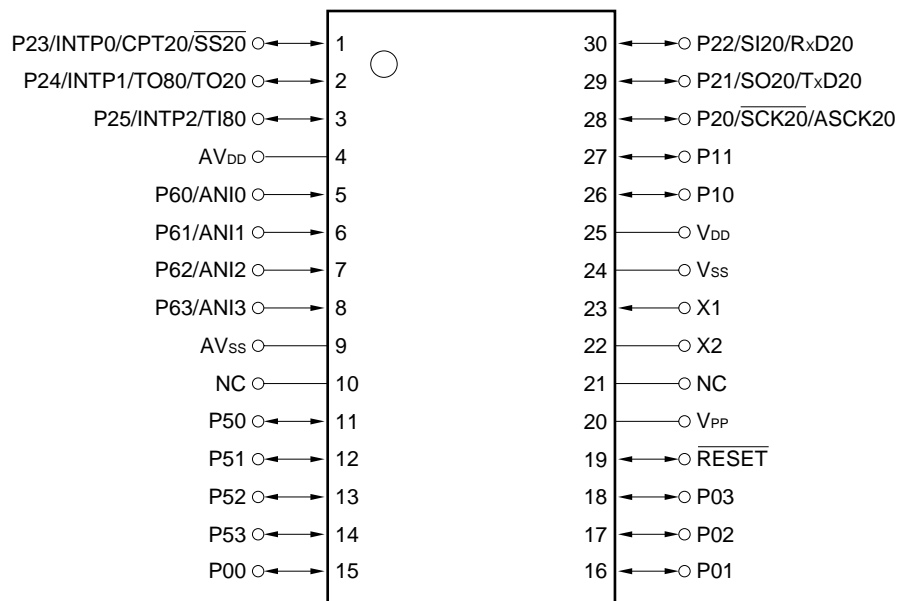 P23/INTP0/CPT20/SS20 1 30 P22/SI20/RxD20
P24/INTP1/TO80/TO20 2 29 P21/SO20/TxD20
P25/INTP2/TI80 3 28 P20/SCK20/ASCK20
AVDD 4 27 P11
P60/ANI0 5 26 P10
P61/ANI1 6 25 VDD
P62/ANI2 7 24 VSS
P63/ANI3 8 23 X1
AVSS 9 22 X2
NC 10 21 NC
P50 11 20 VPP
P51 12 19 RESET
P52 13 18 P03
P53 14 17 P02
P00 15 16 P01